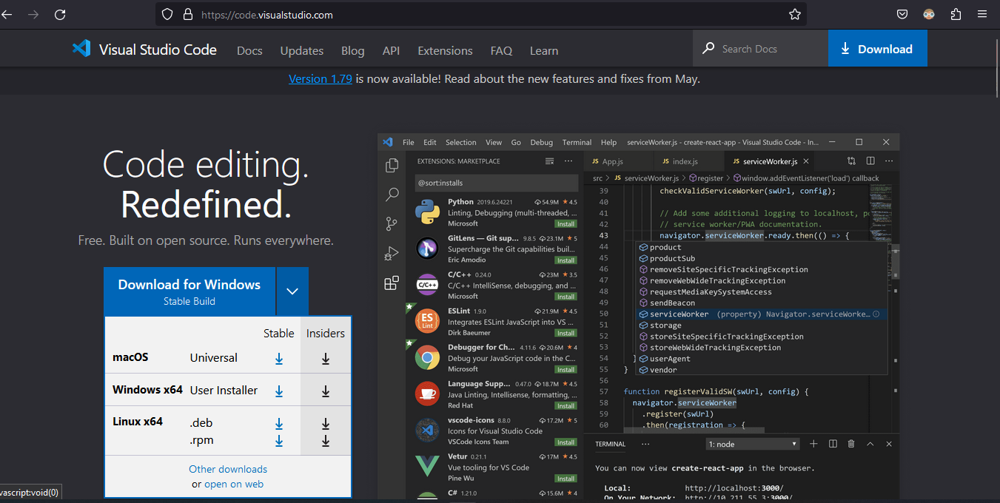 https://code.visualstudio.com
Visual Studio Code
Docs
Updates
Blog
API
Extensions
FAQ
Learn
Search Docs
Download
Version 1.79 is now available! Read about the new features and fixes from May.
Code editing.
Redefined.
Free. Built on open source. Runs everywhere.
Download for Windows
Stable Build
Stable Insiders
macOS Universal
Windows x64 User Installer
Linux x64 .deb
.rpm
Other downloads
or open on web
vascript:void(0)
File Edit Selection View Go Debug Terminal Help serviceWorker.js - create-react-app - Visual Studio Code - In...
EXTENSIONS: MARKETPLACE
@sort:installs
Python 2019.6.24221 54.9M ★ 4.5
Linting, Debugging (multi-threaded, ...
Microsoft Install
GitLens — Git sup... 9.8.5 23.1M ★ 5
Supercharge the Git capabilities buil...
Eric Amodio Install
C/C++
C/C++ 0.24.0 23M ★ 3.5
C/C++ IntelliSense, debugging, and ...
Microsoft Install
ES
Lint
ESLint 1.9.0 21.9M ★ 4.5
Integrates ESLint JavaScript into VS ...
Dirk Baeumer Install
Debugger for Ch... 4.11.6 20.6M ★ 4
Debug your JavaScript code in the C...
Microsoft Install
Language Supp... 0.47.0 18.7M ★ 4.5
Java Linting, Intellisense, formatting, ...
Red Hat Install
vscode-icons 8.8.0 17.2M ★ 5
Icons for Visual Studio Code
VSCode Icons Team Install
Vetur 0.21.1 17M ★ 4.5
Vue tooling for VS Code
Pine Wu Install
C# 1.21.0 15.6M ★ 4
JS App.js JS index.js JS serviceWorker.js
src > JS serviceWorker.js > register > window.addEventListener('load') callback
39 checkValidServiceWorker(swUrl, config);
40
41 // Add some additional logging to localhost, p
42 // service worker/PWA documentation.
43 navigator.serviceWorker.ready.then(() => {
44 product
45 productSub
46 removeSiteSpecificTrackingException
47 removeWebWideTrackingException
48 requestMediaKeySystemAccess
49 sendBeacon
50 serviceWorker (property) Navigator.serviceWorke...
51 storage
52 storeSiteSpecificTrackingException
53 storeWebWideTrackingException
54 } userAgent
55 } vendor
56
57 function registerValidSW(swUrl, config) {
58 navigator.serviceWorker
59 .register(swUrl)
60 .then(registration => {
TERMINAL ... 1: node
You can now view create-react-app in the browser.
Local: http://localhost:3000/
On Your Network: http://10.211.55.3:3000/